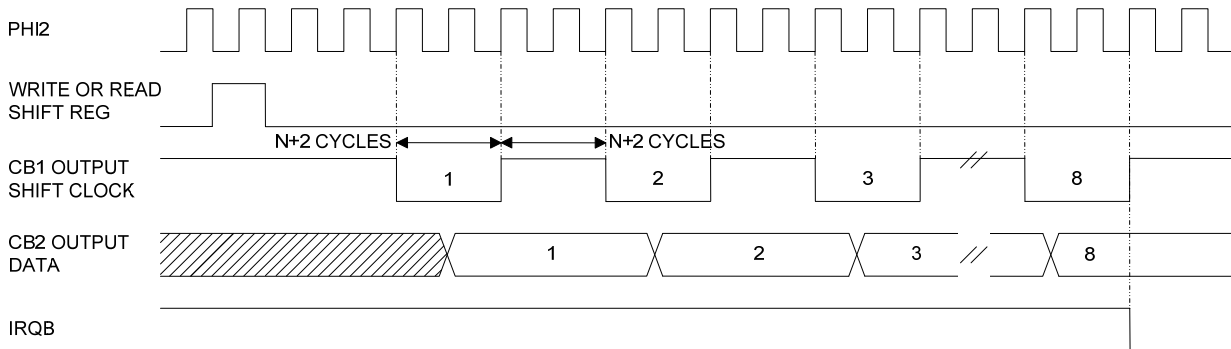 PHI2
WRITE OR READ
SHIFT REG
N+2 CYCLES N+2 CYCLES
CB1 OUTPUT
SHIFT CLOCK
1 2 3 8
CB2 OUTPUT
DATA
1 2 3 8
IRQB